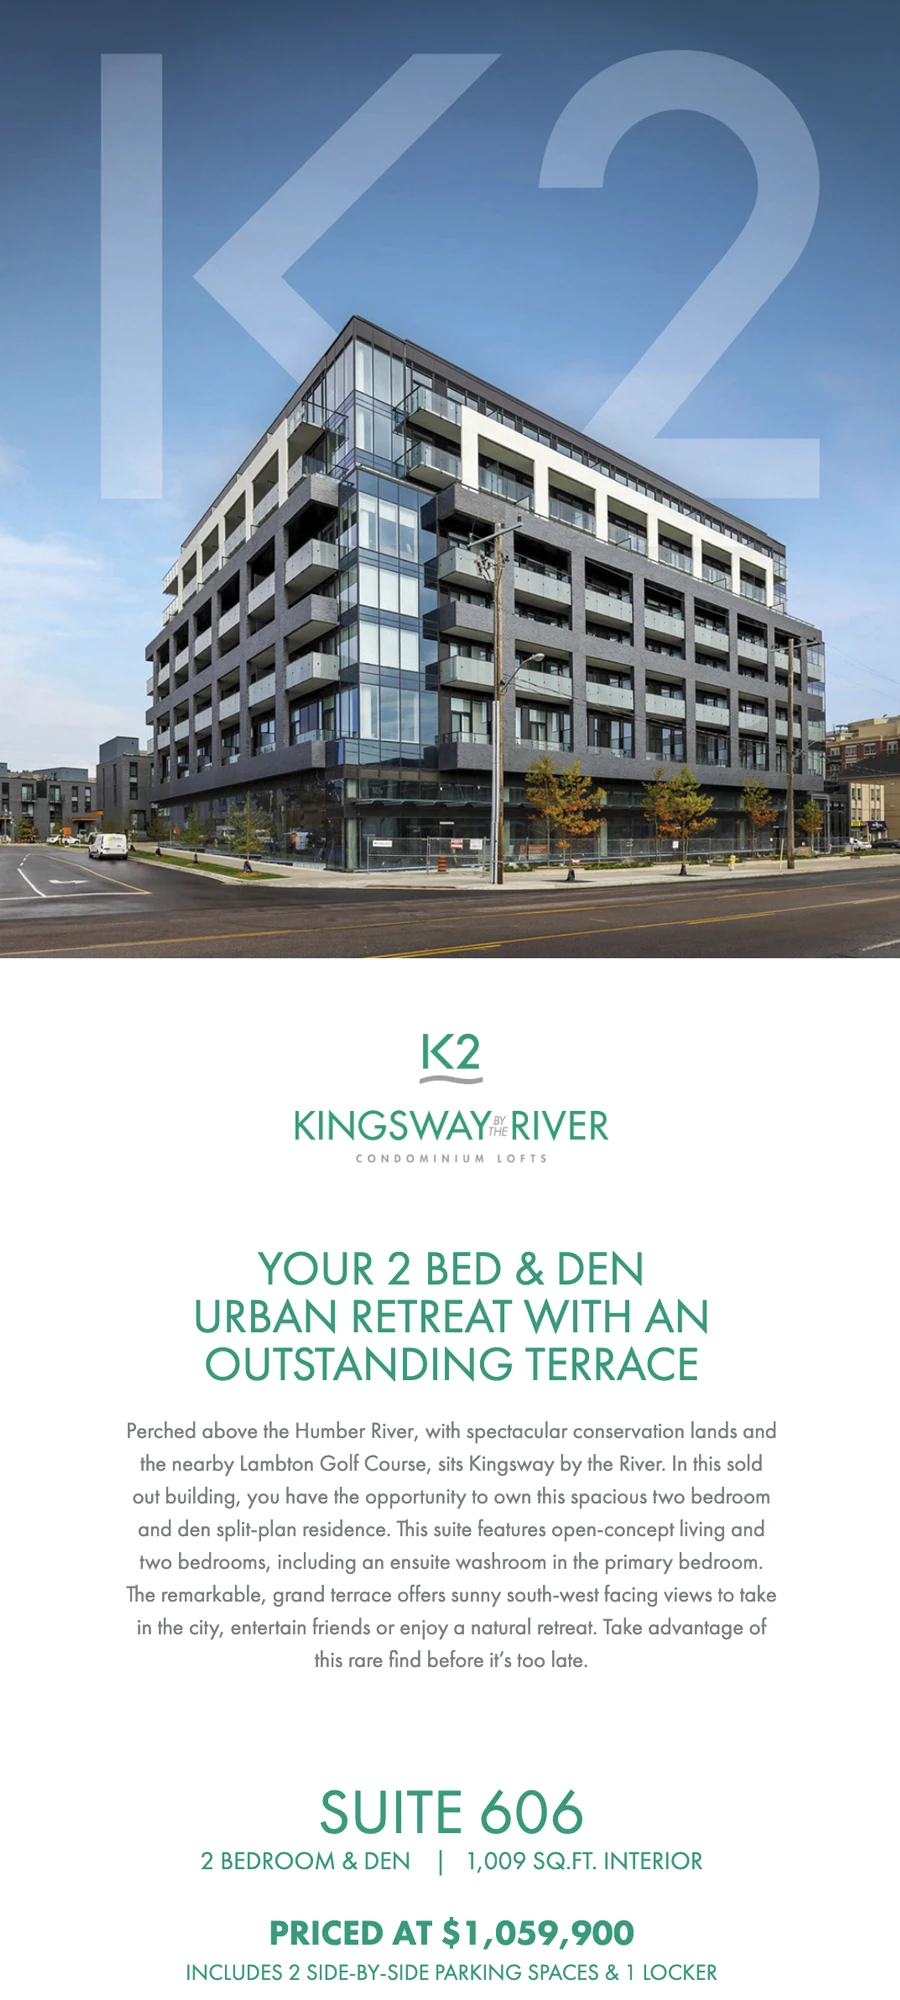 K2
K2
KINGSWAY BY THE RIVER
CONDOMINIUM LOFTS
YOUR 2 BED & DEN
URBAN RETREAT WITH AN
OUTSTANDING TERRACE
Perched above the Humber River, with spectacular conservation lands and
the nearby Lambton Golf Course, sits Kingsway by the River. In this sold
out building, you have the opportunity to own this spacious two bedroom
and den split-plan residence. This suite features open-concept living and
two bedrooms, including an ensuite washroom in the primary bedroom.
The remarkable, grand terrace offers sunny south-west facing views to take
in the city, entertain friends or enjoy a natural retreat. Take advantage of
this rare find before it’s too late.
SUITE 606
2 BEDROOM & DEN | 1,009 SQ.FT. INTERIOR
PRICED AT $1,059,900
INCLUDES 2 SIDE-BY-SIDE PARKING SPACES & 1 LOCKER